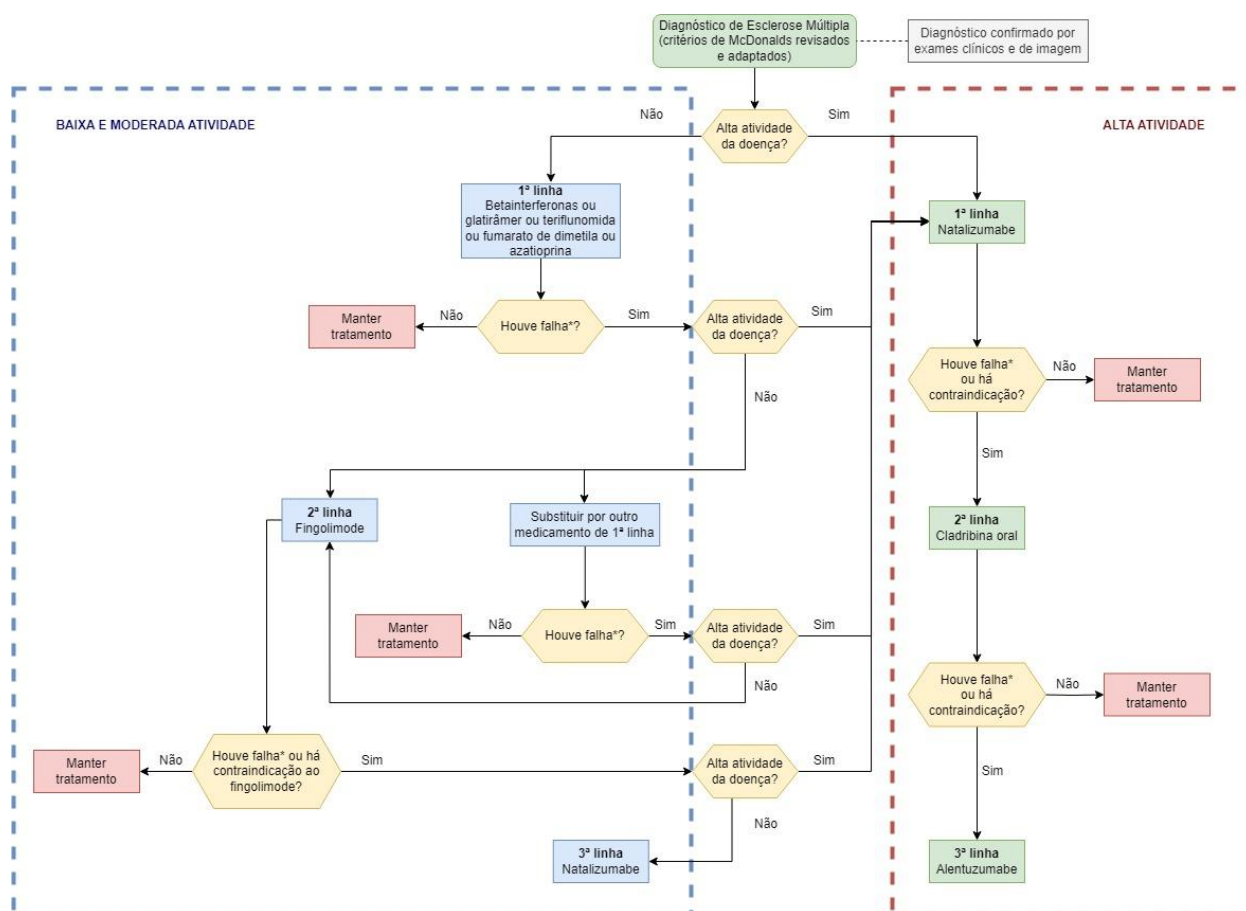 Diagnóstico de Esclerose Múltipla
(critérios de McDonalds revisados
e adaptados)
Diagnóstico confirmado por
exames clínicos e de imagem
BAIXA E MODERADA ATIVIDADE
ALTA ATIVIDADE
Não
Alta atividade
da doença?
Sim
1ª linha
Betainterferonas ou
glatirâmer ou teriflunomida
ou fumarato de dimetila ou
azatioprina
1ª linha
Natalizumabe
Manter
tratamento
Não
Houve falha*?
Sim
Alta atividade
da doença?
Sim
Não
Houve falha*
ou há
contraindicação?
Não
Manter
tratamento
Sim
2ª linha
Fingolimode
Substituir por outro
medicamento de 1ª linha
2ª linha
Cladribina oral
Manter
tratamento
Não
Houve falha*?
Sim
Alta atividade
da doença?
Sim
Não
Houve falha*
ou há
contraindicação?
Não
Manter
tratamento
Manter
tratamento
Não
Houve falha* ou há
contraindicação ao
fingolimode?
Sim
Alta atividade
da doença?
Sim
Não
Sim
3ª linha
Natalizumabe
3ª linha
Alentuzumabe